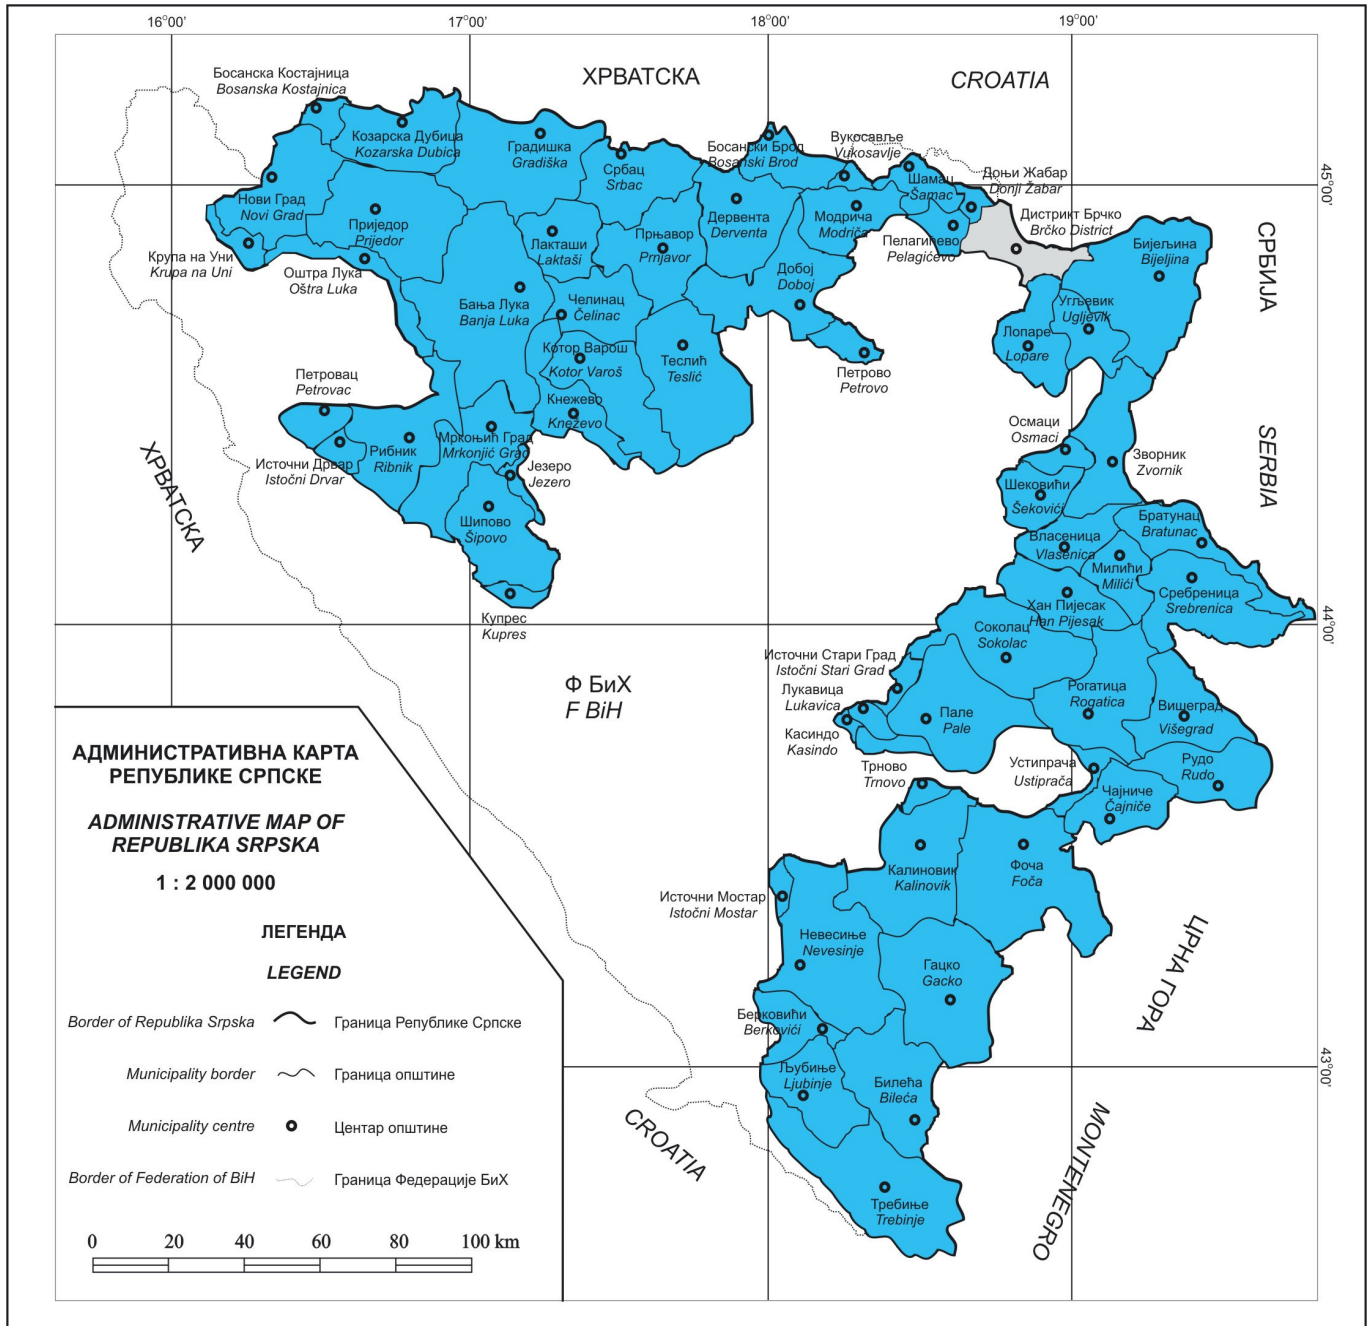 16°00'
17°00'
18°00'
19°00'
ХРВАТСКА
CROATIA
Босанска Костајница
Bosanska Kostajnica
Козарска Дубица
Kozarska Dubica
Градишка
Gradiška
Србац
Srbac
Босански Брод
Bosanski Brod
Вукосавље
Vukosavlje
Шамац
Šamac
Доњи Жабар
Donji Žabar
45°00'
Нови Град
Novi Grad
Приједор
Prijedor
Лакташи
Laktaši
Прњавор
Prnjavor
Дервента
Derventa
Модрича
Modriča
Пелагићево
Pelagićevo
Дистрикт Брчко
Brčko District
Бијељина
Bijeljina
СРБИЈА
Крупа на Уни
Krupa na Uni
Оштра Лука
Oštra Luka
Бања Лука
Banja Luka
Челинац
Čelinac
Добој
Doboj
Угљевик
Ugljevik
Лопаре
Lopare
Котор Варош
Kotor Varoš
Теслић
Teslić
Петрово
Petrovo
Петровац
Petrovac
Кнежево
Kneževo
Осмаци
Osmaci
Зворник
Zvornik
SERBIA
ХРВАТСКА
Источни Дрвар
Istočni Drvar
Рибник
Ribnik
Мркоњић Град
Mrkonjić Grad
Језеро
Jezero
Шипово
Šipovo
Купрес
Kupres
Шековићи
Šekovići
Братунац
Bratunac
Власеница
Vlasenica
Милићи
Milići
Сребреница
Srebrenica
Хан Пијесак
Han Pijesak
44°00'
Соколац
Sokolac
Источни Стари Град
Istočni Stari Grad
Лукавица
Lukavica
Касиндо
Kasindo
Пале
Pale
Рогатица
Rogatica
Вишеград
Višegrad
Ф БиХ
F BiH
Трново
Trnovo
Устипрача
Ustiprača
Рудо
Rudo
Чајниче
Čajniče
Калиновик
Kalinovik
Фоча
Foča
Источни Мостар
Istočni Mostar
Невесиње
Nevesinje
Гацко
Gacko
ЦРНА ГОРА
Берковићи
Berkovići
43°00'
Љубиње
Ljubinje
Билећа
Bileća
CROATIA
MONTENEGRO
Требиње
Trebinje
АДМИНИСТРАТИВНА КАРТА
РЕПУБЛИКЕ СРПСКЕ
ADMINISTRATIVE MAP OF
REPUBLIKA SRPSKA
1 : 2 000 000
ЛЕГЕНДА
LEGEND
Border of Republika Srpska Граница Републике Српске
Municipality border Граница општине
Municipality centre Центар општине
Border of Federation of BiH Граница Федерације БиХ
0 20 40 60 80 100 km